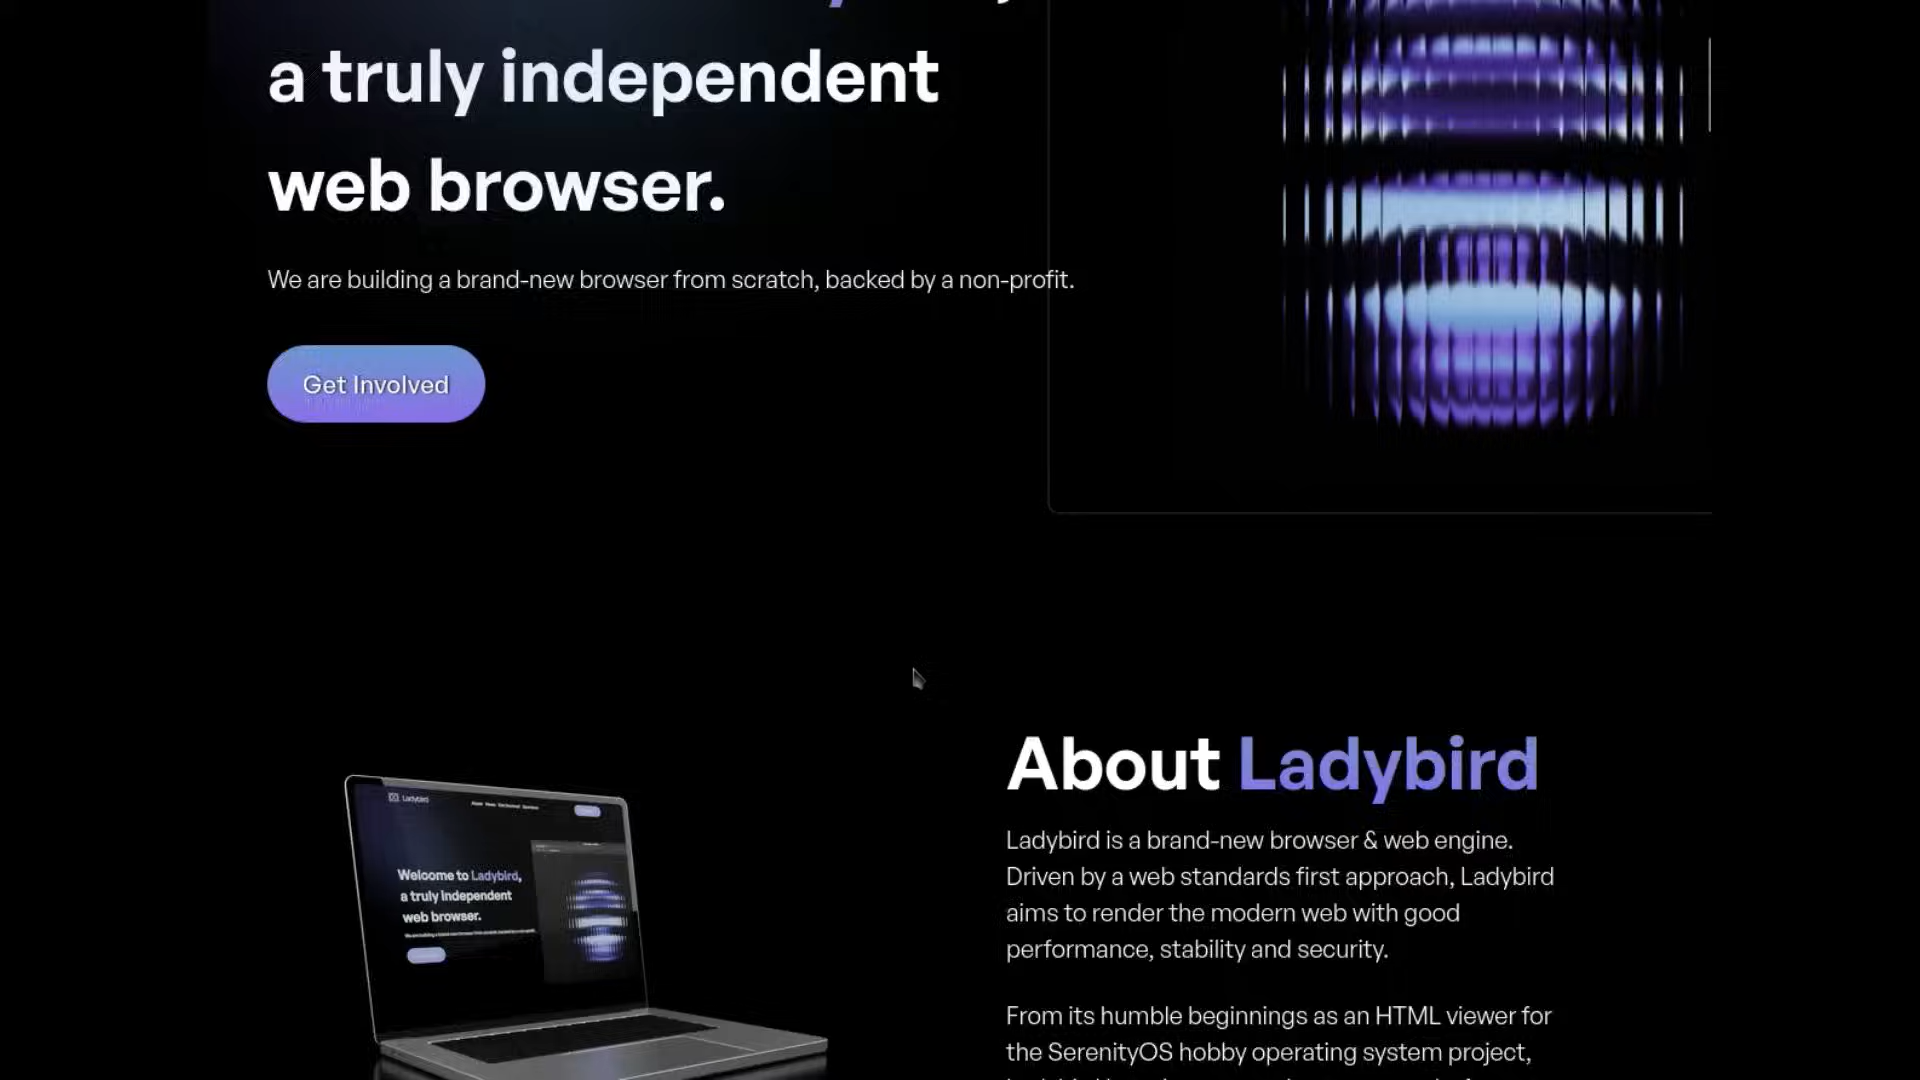 a truly independent
web browser.
We are building a brand-new browser from scratch, backed by a non-profit.
Get Involved
About Ladybird
Ladybird is a brand-new browser & web engine.
Driven by a web standards first approach, Ladybird
aims to render the modern web with good
performance, stability and security.
From its humble beginnings as an HTML viewer for
the SerenityOS hobby operating system project,
Ladybird
Welcome to Ladybird,
a truly independent
web browser.